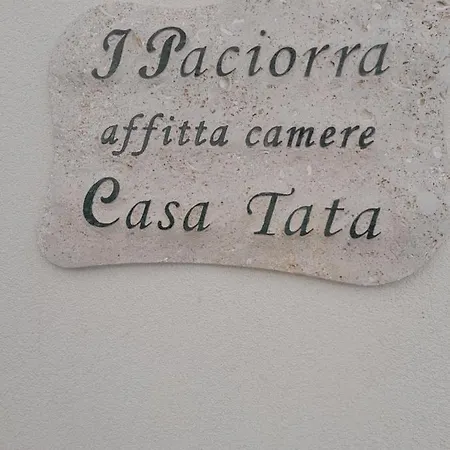 I Paciorra
affitta camere
Casa Tata